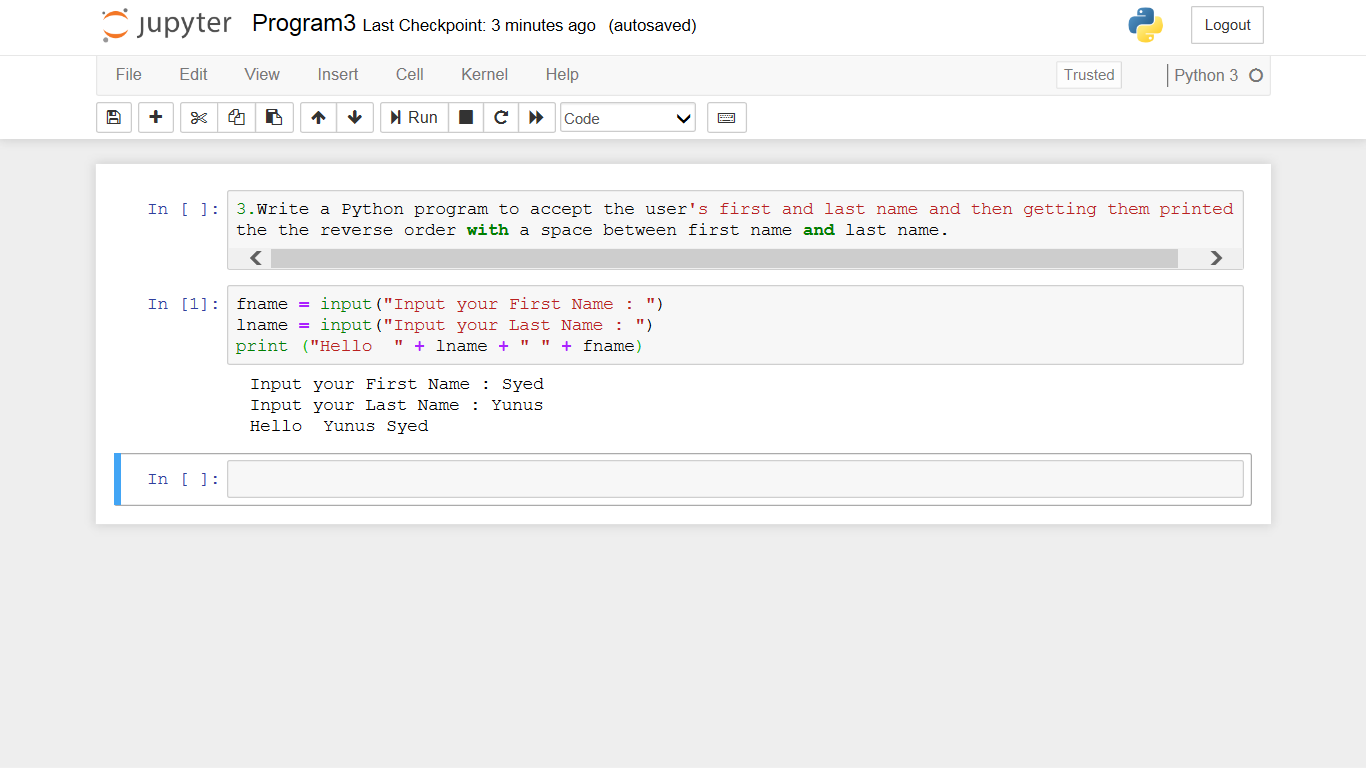 jupyter Program3 Last Checkpoint: 3 minutes ago (autosaved) Logout
File Edit View Insert Cell Kernel Help Trusted Python 3
Run Code
In [ ]: 3.Write a Python program to accept the user's first and last name and then getting them printed
the the reverse order with a space between first name and last name.
In [1]: fname = input("Input your First Name : ")
lname = input("Input your Last Name : ")
print ("Hello  " + lname + " " + fname)
Input your First Name : Syed
Input your Last Name : Yunus
Hello  Yunus Syed
In [ ]: